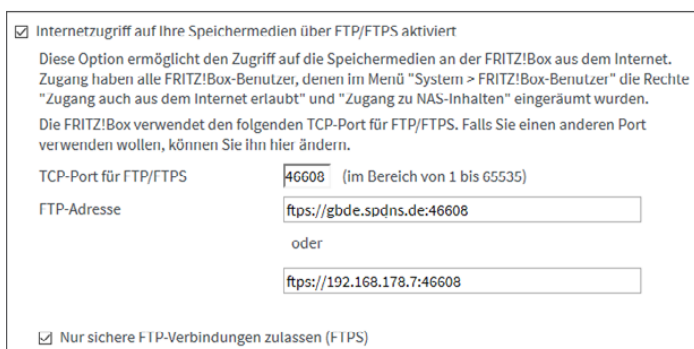 Internetzugriff auf Ihre Speichermedien über FTP/FTPS aktiviert
Diese Option ermöglicht den Zugriff auf die Speichermedien an der FRITZ!Box aus dem Internet.
Zugang haben alle FRITZ!Box-Benutzer, denen im Menü "System > FRITZ!Box-Benutzer" die Rechte
"Zugang auch aus dem Internet erlaubt" und "Zugang zu NAS-Inhalten" eingeräumt wurden.
Die FRITZ!Box verwendet den folgenden TCP-Port für FTP/FTPS. Falls Sie einen anderen Port
verwenden wollen, können Sie ihn hier ändern.
TCP-Port für FTP/FTPS 46608 (im Bereich von 1 bis 65535)
FTP-Adresse ftps://gbde.spdns.de:46608
oder
ftps://192.168.178.7:46608
Nur sichere FTP-Verbindungen zulassen (FTPS)